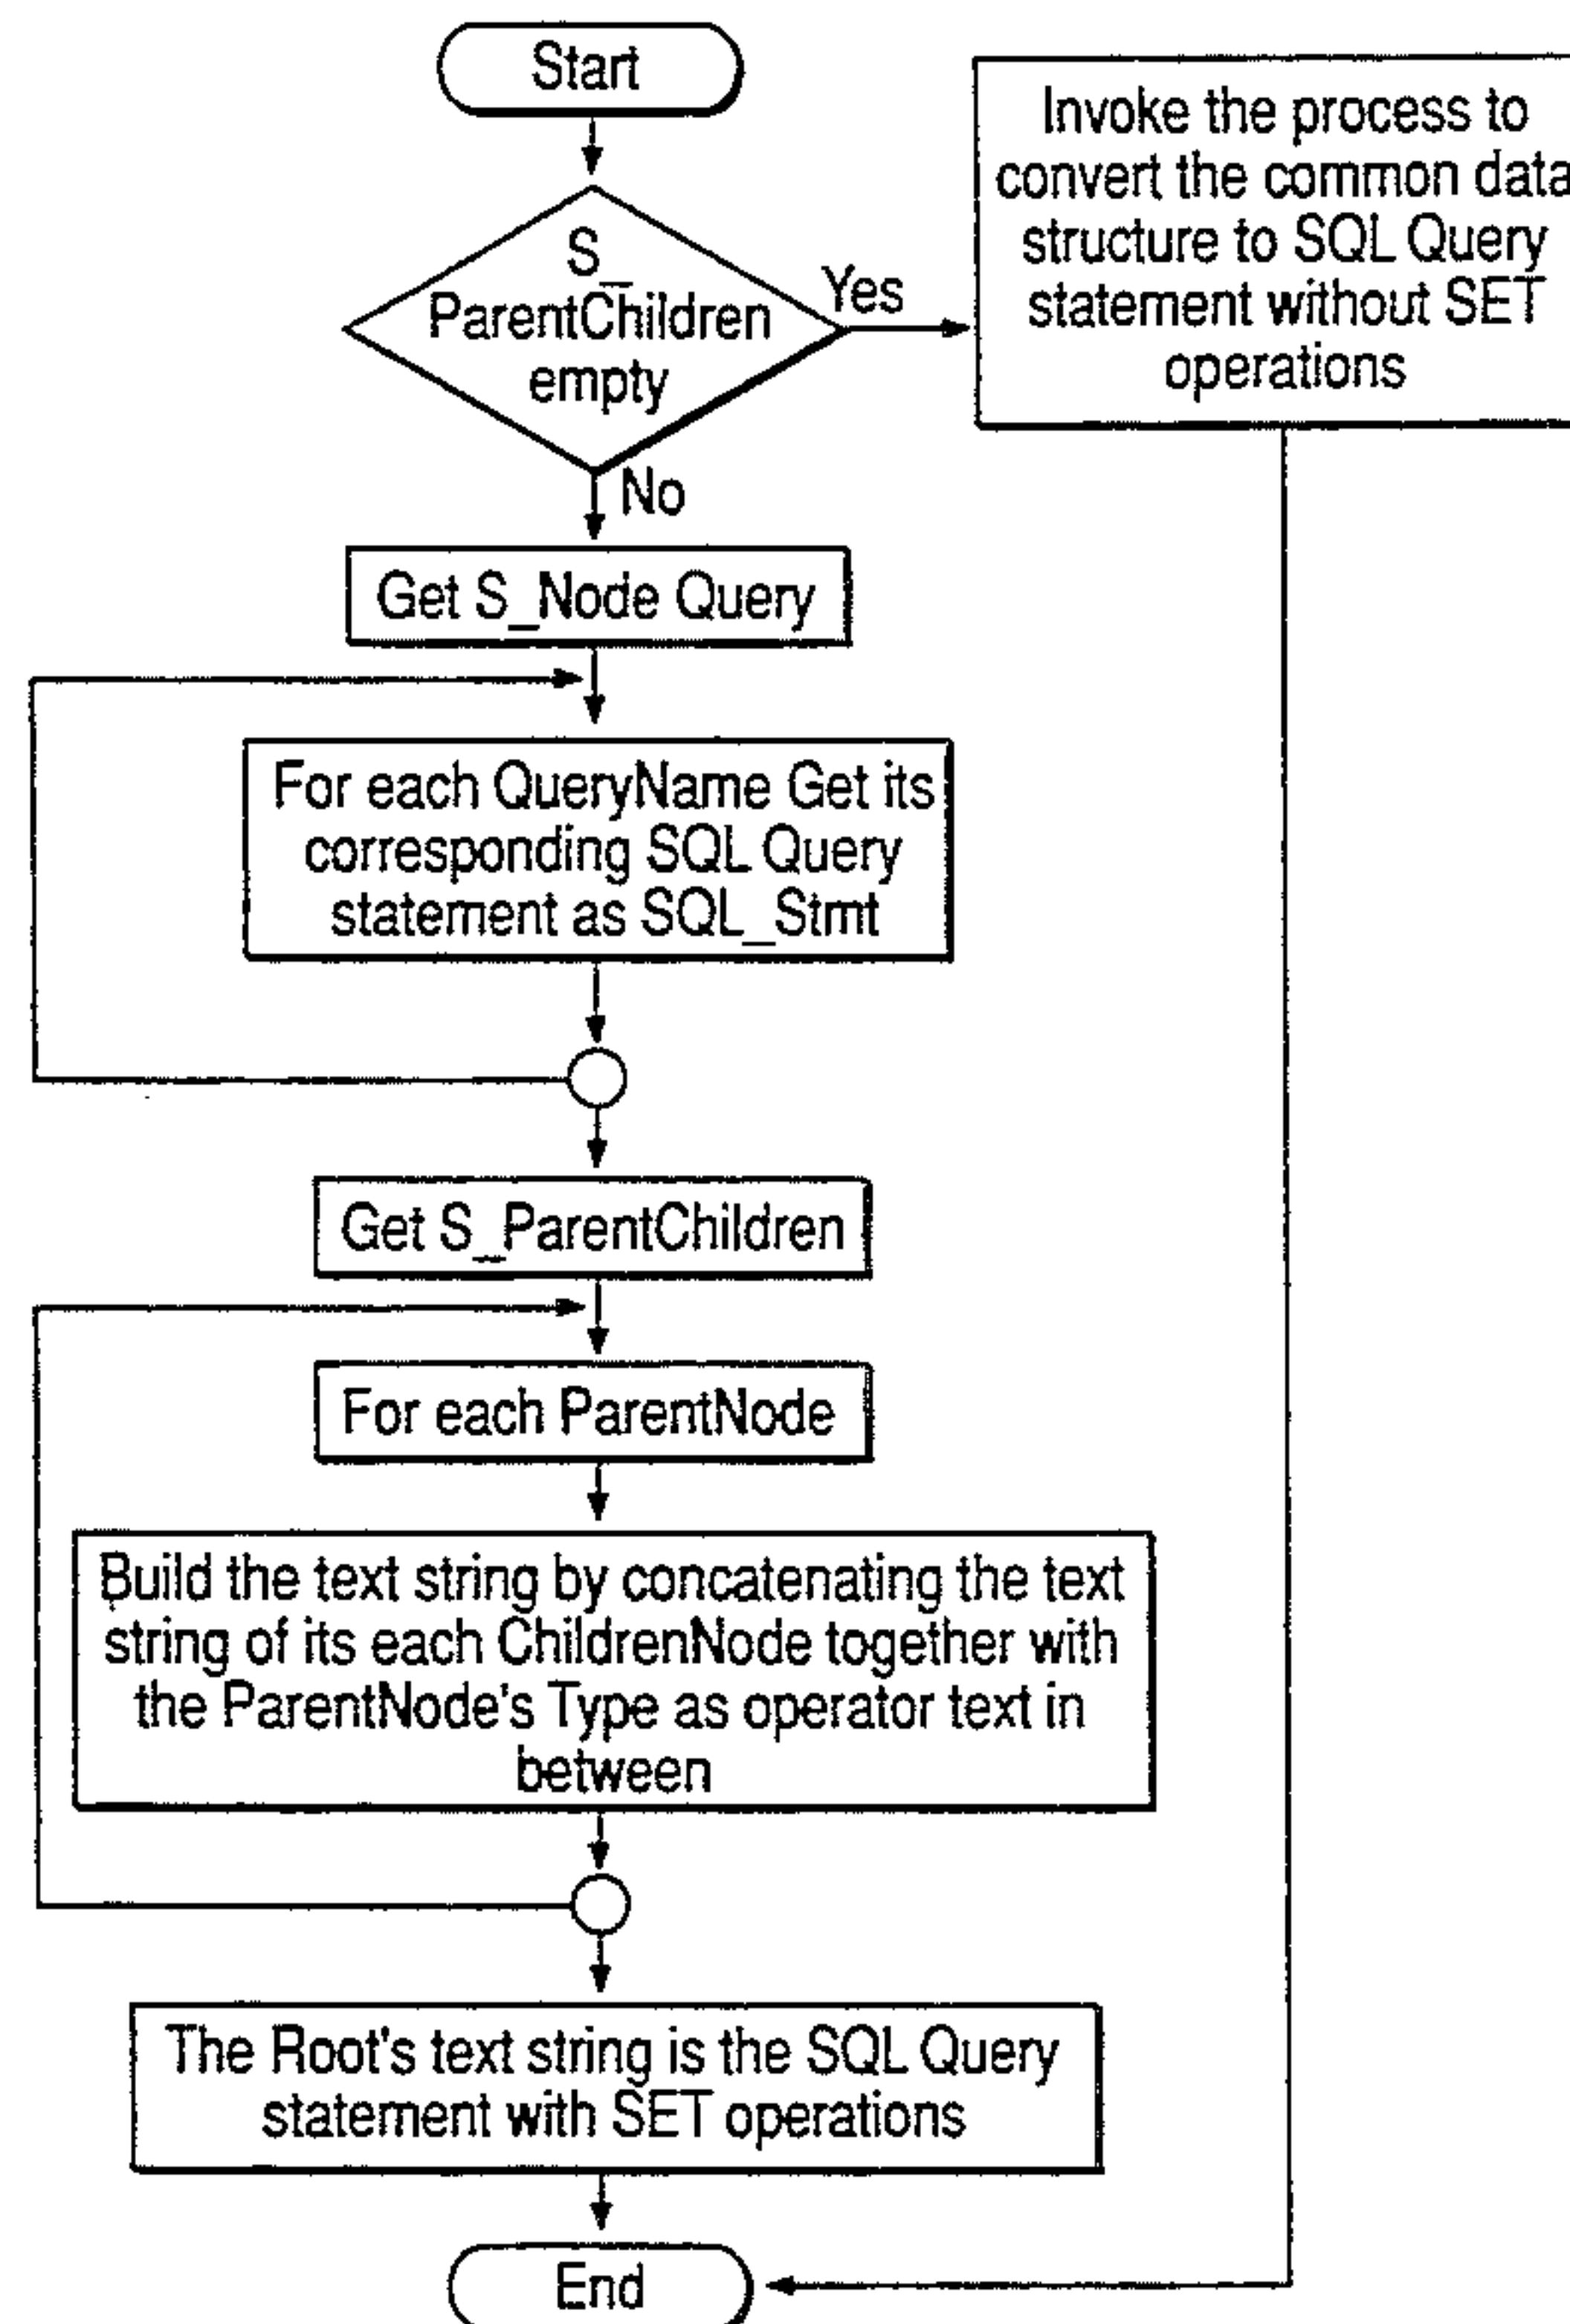 Start
S_
ParentChildren
empty
Yes
Invoke the process to
convert the common data
structure to SQL Query
statement without SET
operations
No
Get S_Node Query
For each QueryName Get its
corresponding SQL Query
statement as SQL_Stmt
Get S_ParentChildren
For each ParentNode
Build the text string by concatenating the text
string of its each ChildrenNode together with
the ParentNode's Type as operator text in
between
The Root's text string is the SQL Query
statement with SET operations
End